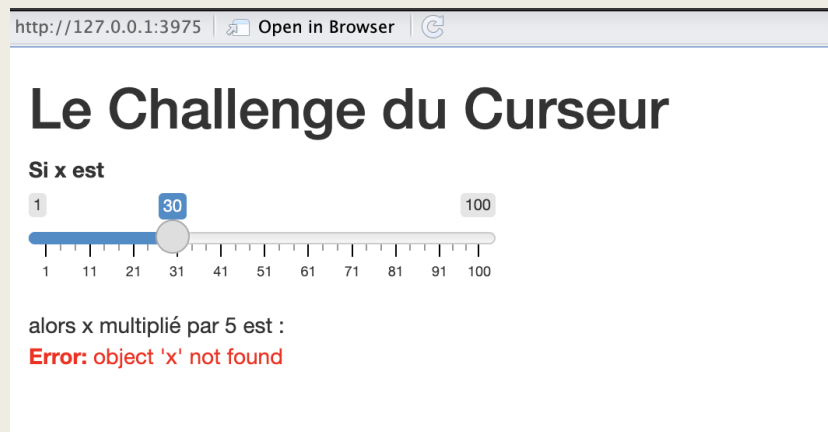 http://127.0.0.1:3975 Open in Browser
Le Challenge du Curseur
Si x est
1 30 100
1 11 21 31 41 51 61 71 81 91 100
alors x multiplié par 5 est :
Error: object 'x' not found